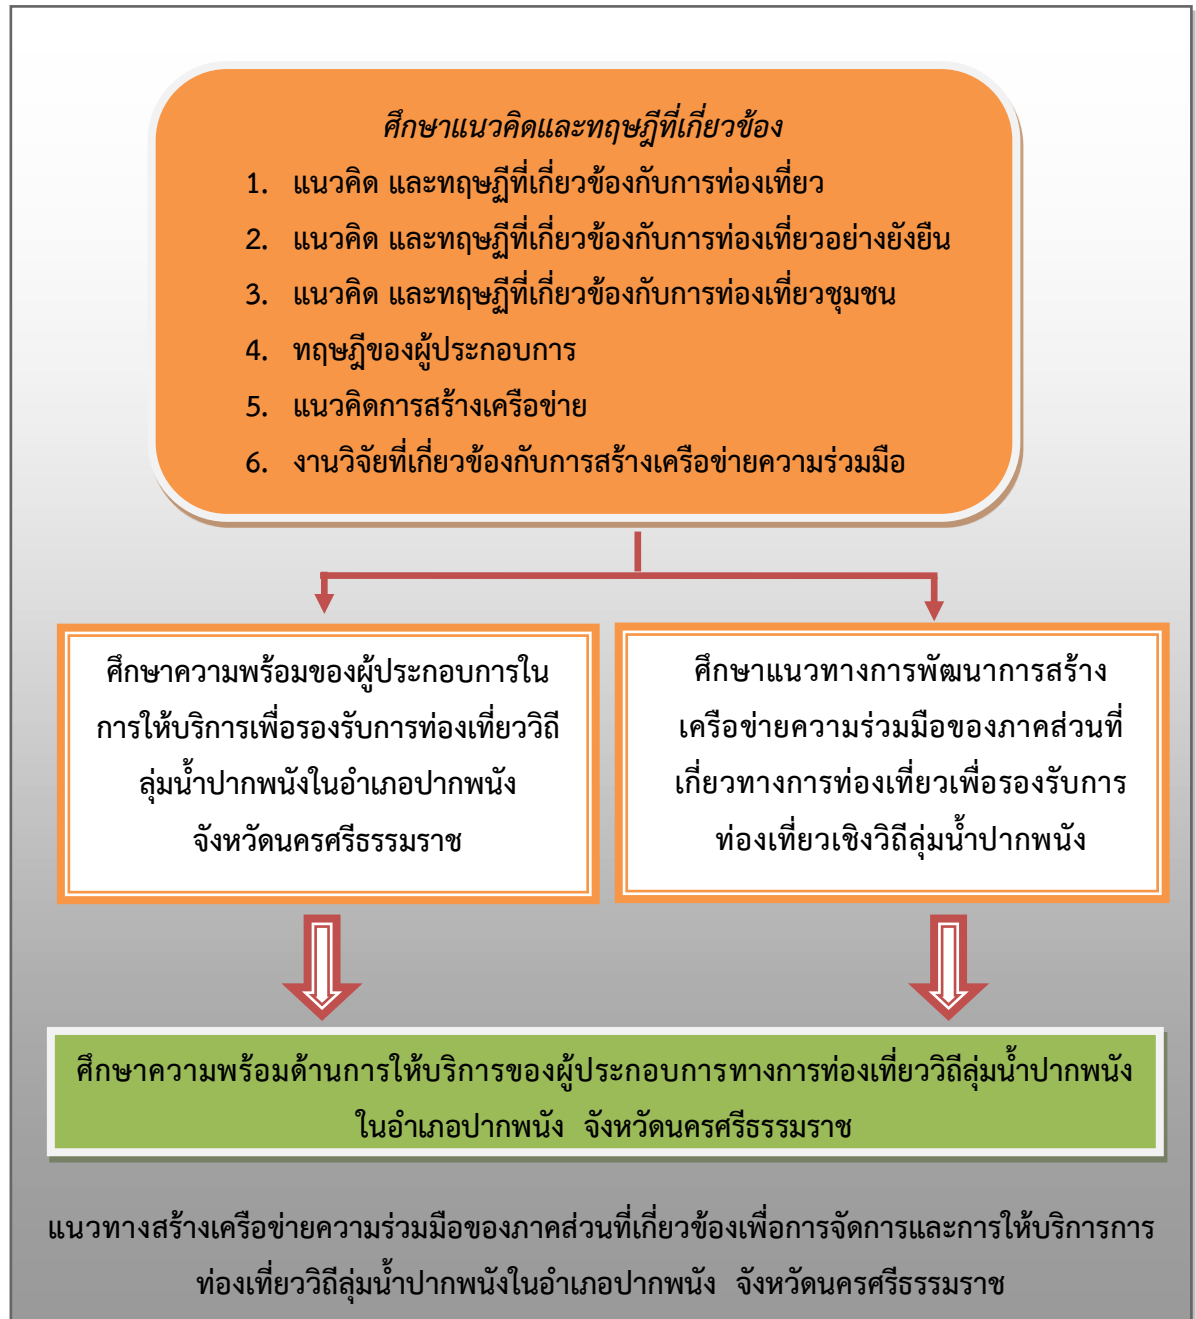 ศึกษาแนวคิดและทฤษฎีที่เกี่ยวข้อง
1. แนวคิด และทฤษฏีที่เกี่ยวข้องกับการท่องเที่ยว
2. แนวคิด และทฤษฏีที่เกี่ยวข้องกับการท่องเที่ยวอย่างยังยืน
3. แนวคิด และทฤษฏีที่เกี่ยวข้องกับการท่องเที่ยวชุมชน
4. ทฤษฎีของผู้ประกอบการ
5. แนวคิดการสร้างเครือข่าย
6. งานวิจัยที่เกี่ยวข้องกับการสร้างเครือข่ายความร่วมมือ
ศึกษาความพร้อมของผู้ประกอบการใน
การให้บริการเพื่อรองรับการท่องเที่ยววิถี
ลุ่มน้ำปากพนังในอำเภอปากพนัง
จังหวัดนครศรีธรรมราช
ศึกษาแนวทางการพัฒนาการสร้าง
เครือข่ายความร่วมมือของภาคส่วนที่
เกี่ยวทางการท่องเที่ยวเพื่อรองรับการ
ท่องเที่ยวเชิงวิถีลุ่มน้ำปากพนัง
ศึกษาความพร้อมด้านการให้บริการของผู้ประกอบการทางการท่องเที่ยววิถีลุ่มน้ำปากพนัง
ในอำเภอปากพนัง จังหวัดนครศรีธรรมราช
แนวทางสร้างเครือข่ายความร่วมมือของภาคส่วนที่เกี่ยวข้องเพื่อการจัดการและการให้บริการการ
ท่องเที่ยววิถีลุ่มน้ำปากพนังในอำเภอปากพนัง จังหวัดนครศรีธรรมราช